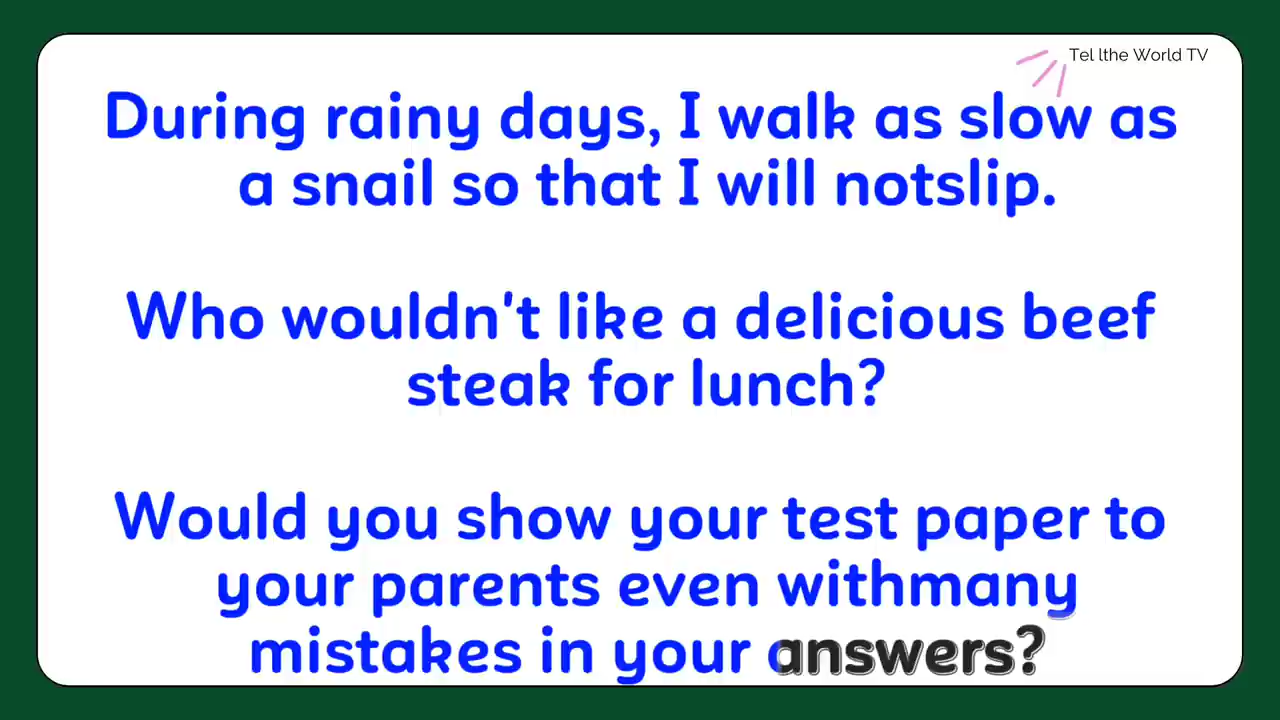 Tel lthe World TV
During rainy days, I walk as slow as
a snail so that I will notslip.
Who wouldn't like a delicious beef
steak for lunch?
Would you show your test paper to
your parents even withmany
mistakes in your answers?